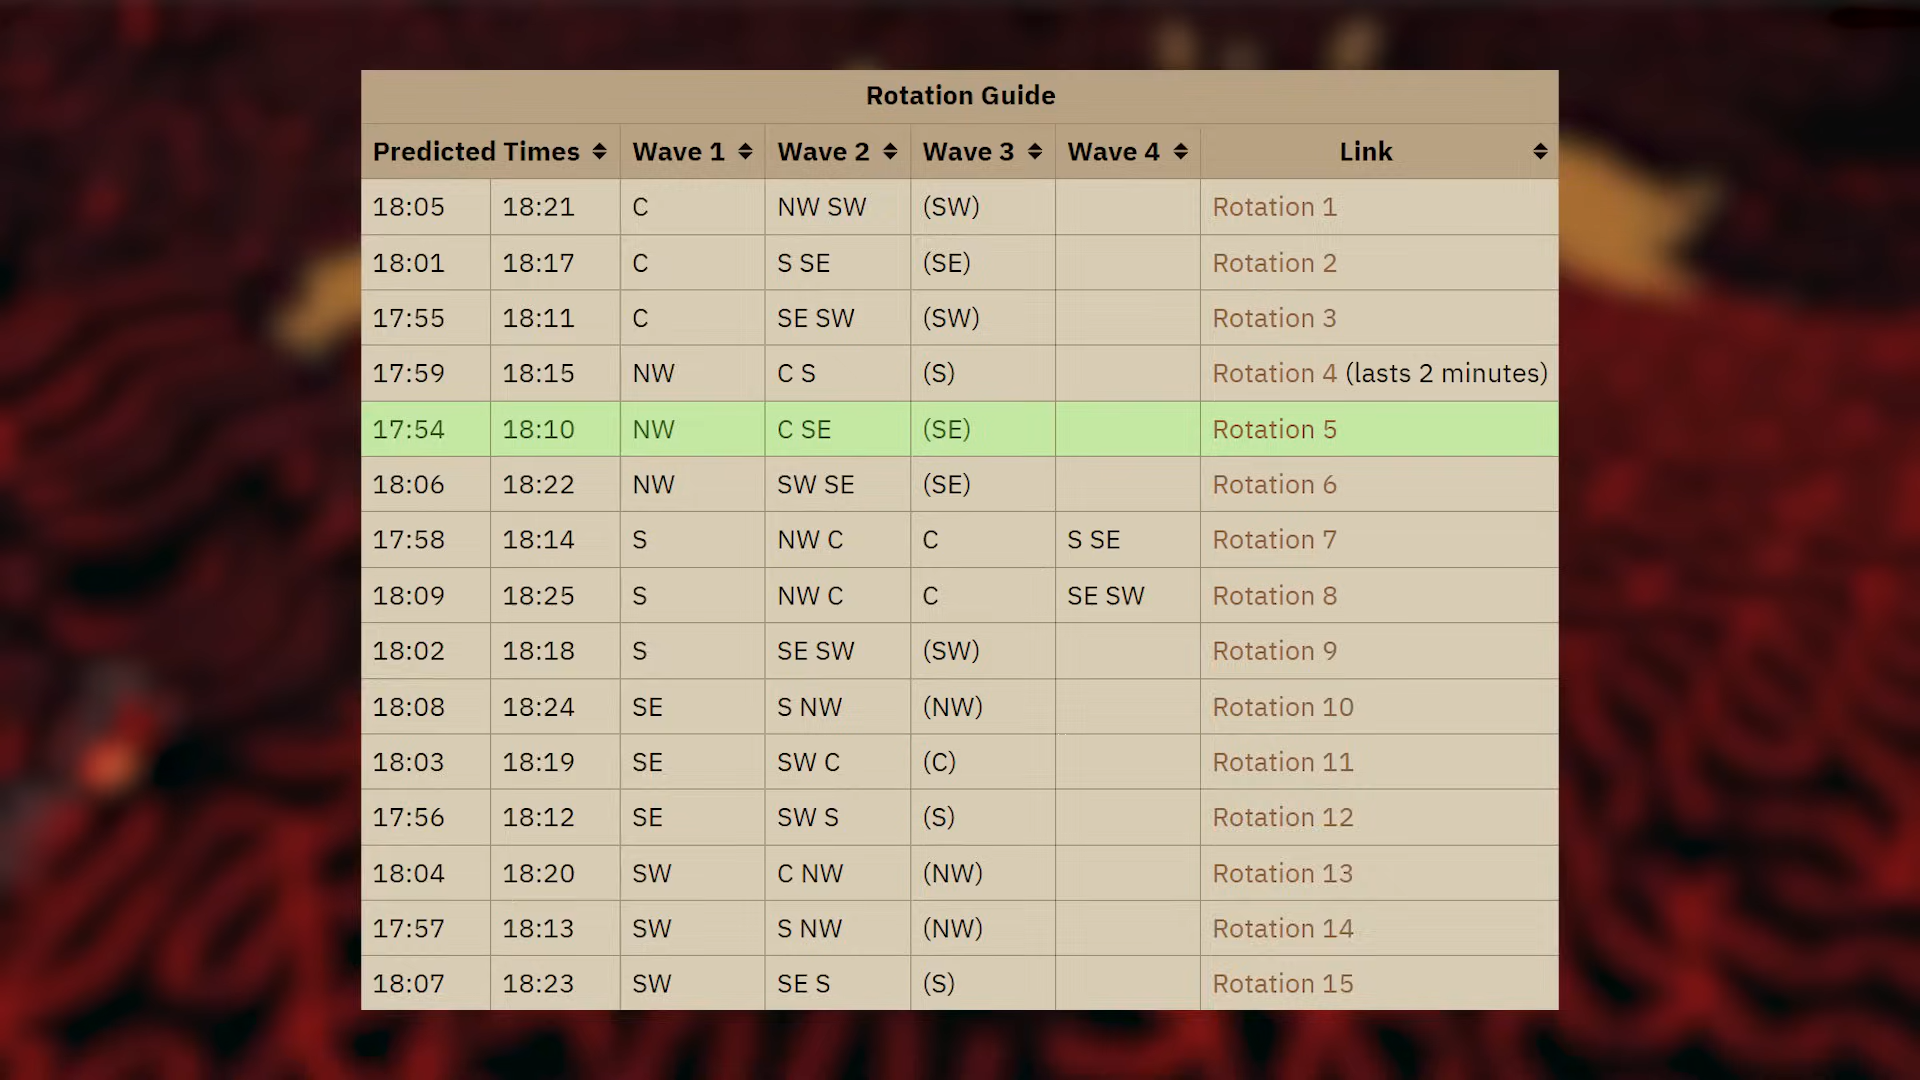 Rotation Guide
Predicted Times Wave 1 Wave 2 Wave 3 Wave 4 Link
18:05 18:21 C NW SW (SW) Rotation 1
18:01 18:17 C S SE (SE) Rotation 2
17:55 18:11 C SE SW (SW) Rotation 3
17:59 18:15 NW C S (S) Rotation 4 (lasts 2 minutes)
17:54 18:10 NW C SE (SE) Rotation 5
18:06 18:22 NW SW SE (SE) Rotation 6
17:58 18:14 S NW C C S SE Rotation 7
18:09 18:25 S NW C C SE SW Rotation 8
18:02 18:18 S SE SW (SW) Rotation 9
18:08 18:24 SE S NW (NW) Rotation 10
18:03 18:19 SE SW C (C) Rotation 11
17:56 18:12 SE SW S (S) Rotation 12
18:04 18:20 SW C NW (NW) Rotation 13
17:57 18:13 SW S NW (NW) Rotation 14
18:07 18:23 SW SE S (S) Rotation 15